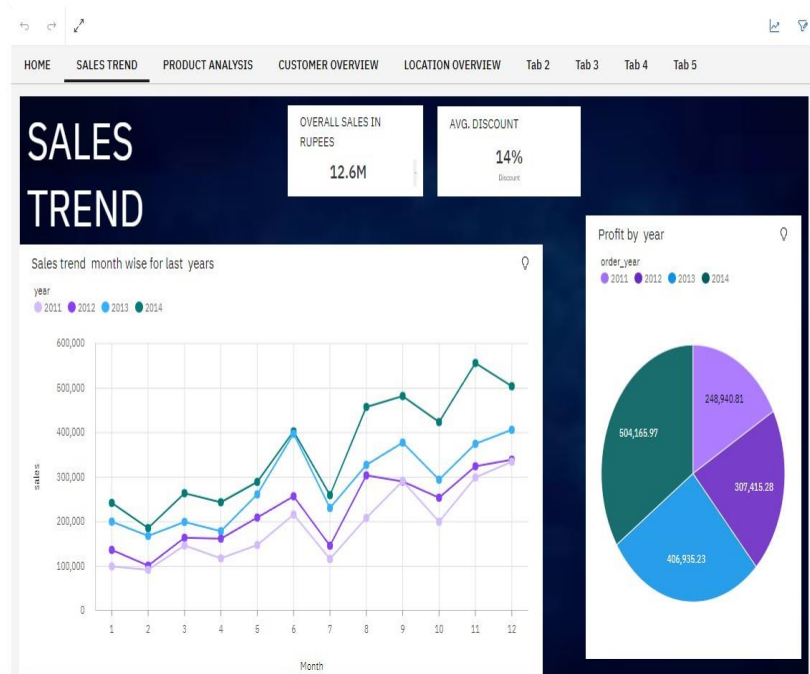 HOME SALES TREND PRODUCT ANALYSIS CUSTOMER OVERVIEW LOCATION OVERVIEW Tab 2 Tab 3 Tab 4 Tab 5
SALES
TREND
OVERALL SALES IN
RUPEES
12.6M
AVG. DISCOUNT
14%
Discount
Sales trend month wise for last years
year
2011 2012 2013 2014
600,000
500,000
400,000
300,000
200,000
100,000
0
sales
1 2 3 4 5 6 7 8 9 10 11 12
Month
Profit by year
order_year
2011 2012 2013 2014
248,940.81
504,165.97
307,415.28
406,935.23